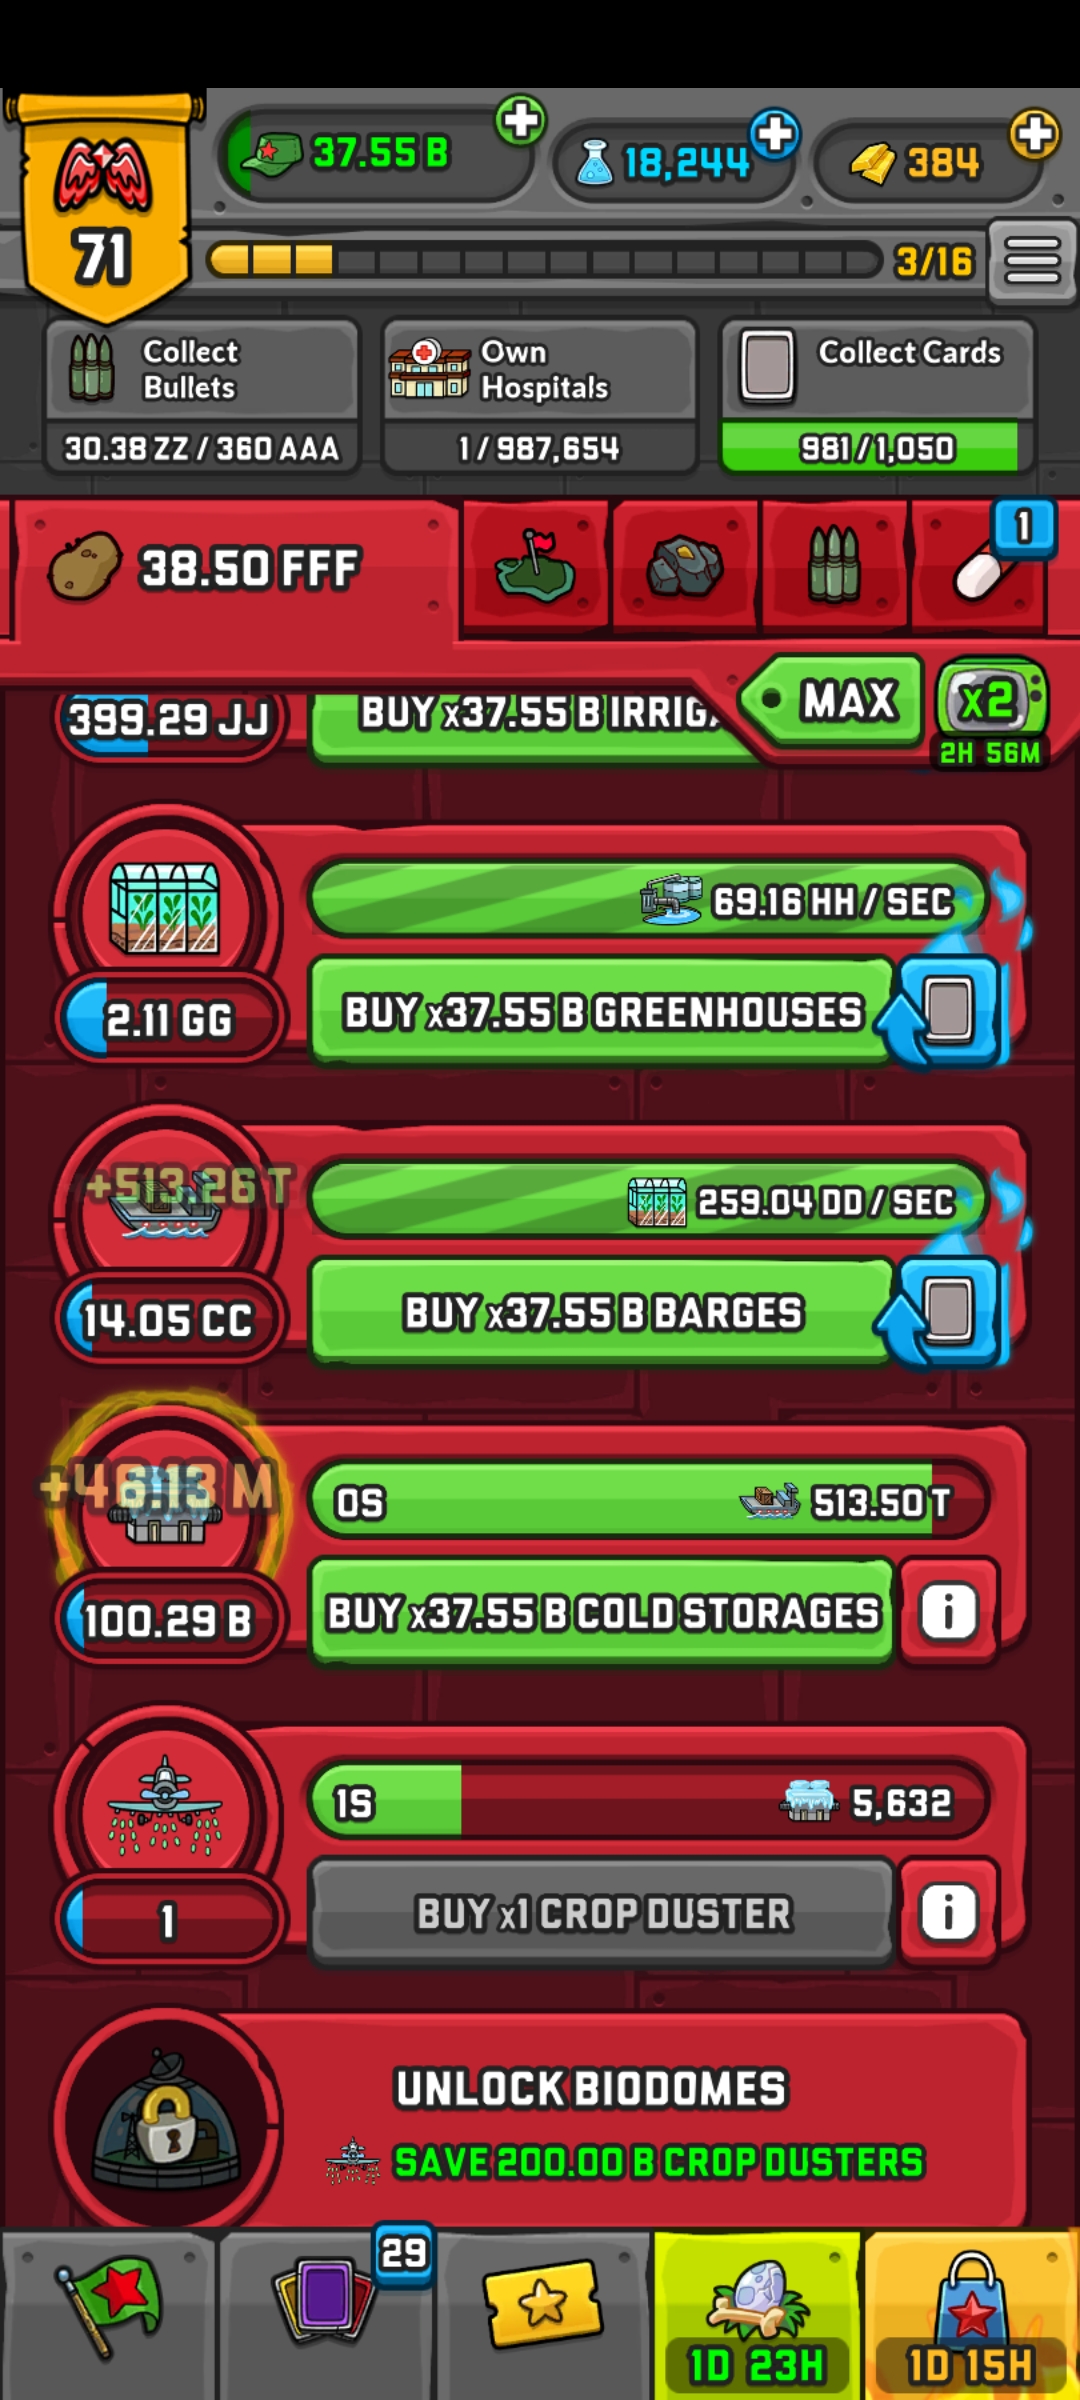 71
37.55 B
18,244
384
3/16
Collect
Bullets
30.38 ZZ / 360 AAA
Own
Hospitals
1 / 987,654
Collect Cards
981 / 1,050
38.50 FFF
1
399.29 JJ
BUY x37.55 B IRRIG
MAX
x2
2H 56M
69.16 HH / SEC
2.11 GG
BUY x37.55 B GREENHOUSES
+513.26 T
259.04 DD / SEC
14.05 CC
BUY x37.55 B BARGES
+46.13 M
0S
513.50 T
100.29 B
BUY x37.55 B COLD STORAGES
i
1S
5,632
1
BUY x1 CROP DUSTER
i
UNLOCK BIODOMES
SAVE 200.00 B CROP DUSTERS
29
1D 23H
1D 15H